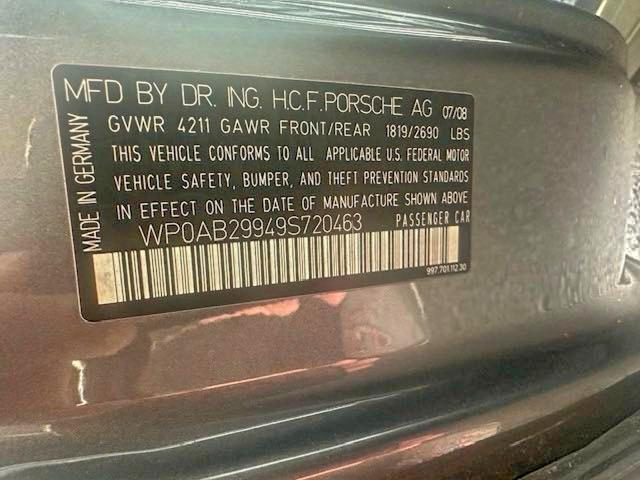 MFD BY DR. ING. H.C.F. PORSCHE AG 07/08
GVWR 4211 GAWR FRONT/REAR 1819/2690 LBS
THIS VEHICLE CONFORMS TO ALL APPLICABLE U.S. FEDERAL MOTOR
VEHICLE SAFETY, BUMPER, AND THEFT PREVENTION STANDARDS
IN EFFECT ON THE DATE OF MANUFACTURE SHOWN ABOVE
WP0AB29949S720463 PASSENGER CAR
997.701.112.30
MADE IN GERMANY